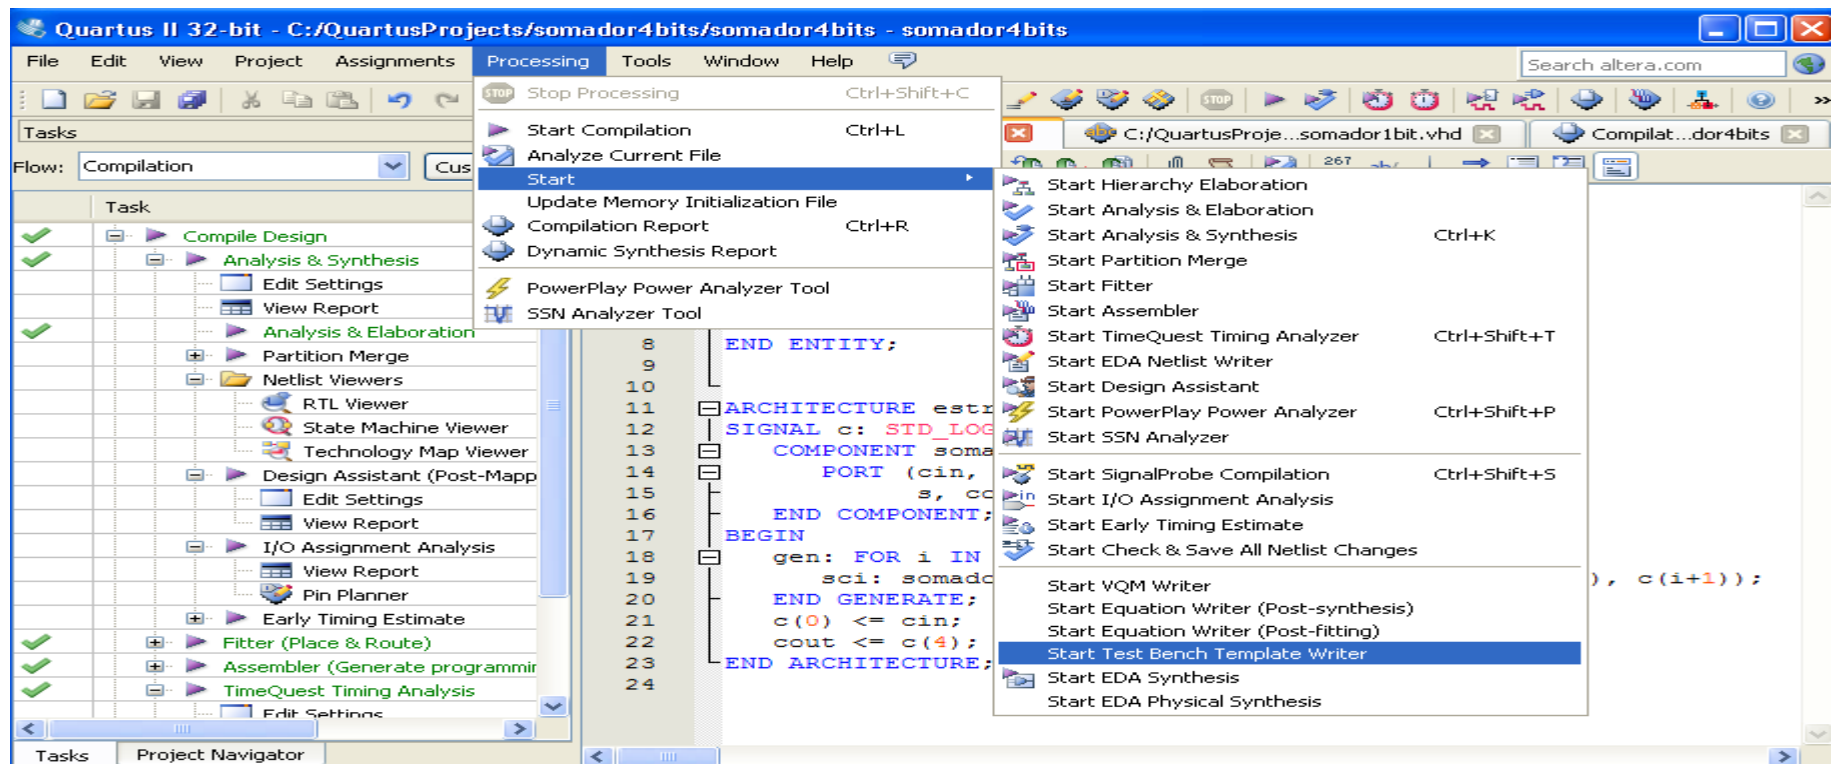 Quartus II 32-bit - C:/QuartusProjects/somador4bits/somador4bits - somador4bits
File Edit View Project Assignments Processing Tools Window Help
Search altera.com
Tasks
Flow: Compilation
Cus
Task
Compile Design
Analysis & Synthesis
Edit Settings
View Report
Analysis & Elaboration
Partition Merge
Netlist Viewers
RTL Viewer
State Machine Viewer
Technology Map Viewer
Design Assistant (Post-Mapp
Edit Settings
View Report
I/O Assignment Analysis
View Report
Pin Planner
Early Timing Estimate
Fitter (Place & Route)
Assembler (Generate programmin
TimeQuest Timing Analysis
Edit Settings
Tasks Project Navigator
STOP Stop Processing Ctrl+Shift+C
Start Compilation Ctrl+L
Analyze Current File
Start
Update Memory Initialization File
Compilation Report Ctrl+R
Dynamic Synthesis Report
PowerPlay Power Analyzer Tool
SSN Analyzer Tool
STOP
C:/QuartusProje...somador1bit.vhd
Compilat...dor4bits
267
Start Hierarchy Elaboration
Start Analysis & Elaboration
Start Analysis & Synthesis Ctrl+K
Start Partition Merge
Start Fitter
Start Assembler
Start TimeQuest Timing Analyzer Ctrl+Shift+T
Start EDA Netlist Writer
Start Design Assistant
Start PowerPlay Power Analyzer Ctrl+Shift+P
Start SSN Analyzer
Start SignalProbe Compilation Ctrl+Shift+S
Start I/O Assignment Analysis
Start Early Timing Estimate
Start Check & Save All Netlist Changes
Start VQM Writer
Start Equation Writer (Post-synthesis)
Start Equation Writer (Post-fitting)
Start Test Bench Template Writer
Start EDA Synthesis
Start EDA Physical Synthesis
8 END ENTITY;
9
10
11 ARCHITECTURE estr
12 SIGNAL c: STD_LOG
13 COMPONENT soma
14 PORT (cin,
15 s, co
16 END COMPONENT;
17 BEGIN
18 gen: FOR i IN
19 sci: somado ), c(i+1));
20 END GENERATE;
21 c(0) <= cin;
22 cout <= c(4);
23 END ARCHITECTURE;
24